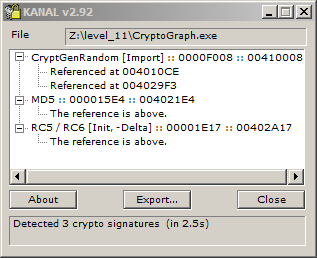 KANAL v2.92
File Z:\level_11\CryptoGraph.exe
CryptGenRandom [Import] :: 0000F008 :: 00410008
Referenced at 004010CE
Referenced at 004029F3
MD5 :: 000015E4 :: 004021E4
The reference is above.
RC5 / RC6 [Init, -Delta] :: 00001E17 :: 00402A17
The reference is above.
About Export... Close
Detected 3 crypto signatures (in 2.5s)